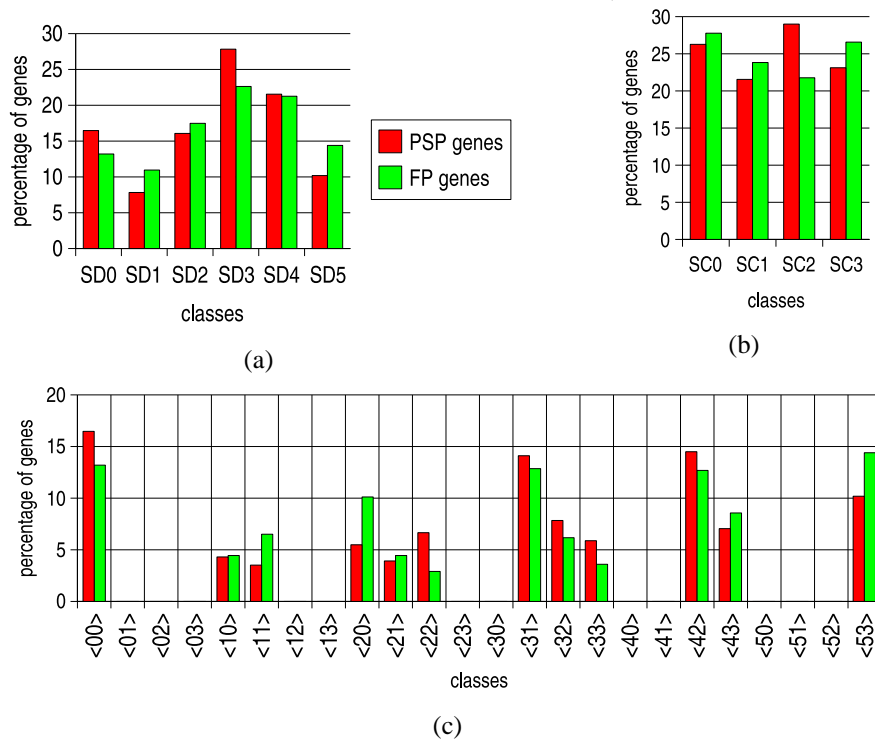 percentage of genes
30
25
20
15
10
5
0
SD0 SD1 SD2 SD3 SD4 SD5
classes
(a)
PSP genes
FP genes
percentage of genes
30
25
20
15
10
5
0
SC0 SC1 SC2 SC3
classes
(b)
percentage of genes
20
15
10
5
0
<00> <01> <02> <03> <10> <11> <12> <13> <20> <21> <22> <23> <30> <31> <32> <33> <40> <41> <42> <43> <50> <51> <52> <53>
classes
(c)